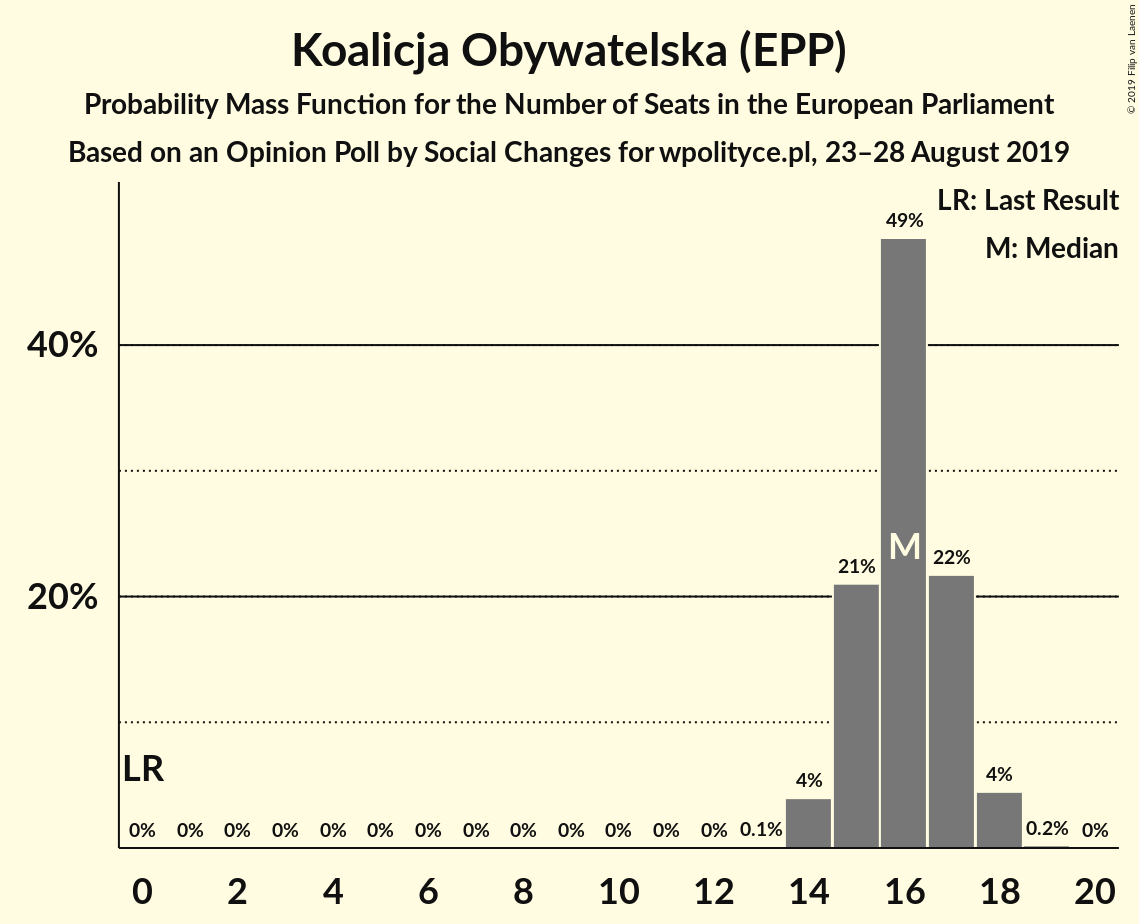 Koalicja Obywatelska (EPP)
Probability Mass Function for the Number of Seats in the European Parliament
Based on an Opinion Poll by Social Changes for wpolityce.pl, 23–28 August 2019
© 2019 Filip van Laenen
LR: Last Result
M: Median
49%
40%
M
21%
22%
20%
LR
4%
4%
0% 0% 0% 0% 0% 0% 0% 0% 0% 0% 0% 0% 0% 0.1% 0.2% 0%
0 2 4 6 8 10 12 14 16 18 20